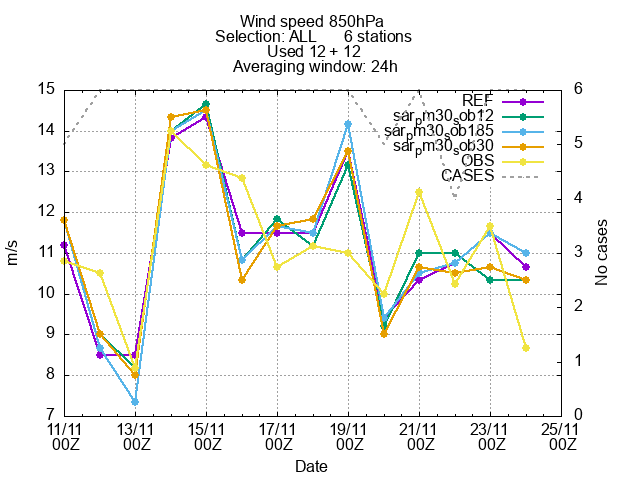 Wind speed 850hPa
Selection: ALL 6 stations
Used 12 + 12
Averaging window: 24h
15 6
REF
14 sarpm30sob12 5
sarpm30sob185
13 sarpm30sob30
OBS
CASES 4
12
m/s 11 3 No cases
10
2
9
8 1
7 0
11/11 13/11 15/11 17/11 19/11 21/11 23/11 25/11
00Z 00Z 00Z 00Z 00Z 00Z 00Z 00Z
Date